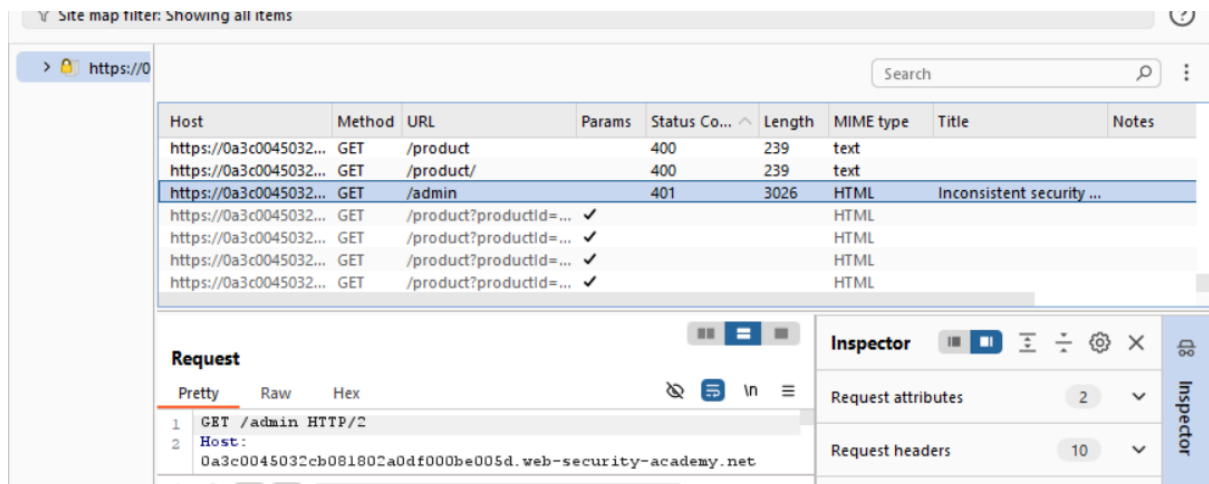 Site map filter: Showing all items
https://0
Search
Host Method URL Params Status Co... Length MIME type Title Notes
https://0a3c0045032... GET /product 400 239 text
https://0a3c0045032... GET /product/ 400 239 text
https://0a3c0045032... GET /admin 401 3026 HTML Inconsistent security ...
https://0a3c0045032... GET /product?productId=... ✓ HTML
https://0a3c0045032... GET /product?productId=... ✓ HTML
https://0a3c0045032... GET /product?productId=... ✓ HTML
https://0a3c0045032... GET /product?productId=... ✓ HTML
Request
Pretty Raw Hex \n
1 GET /admin HTTP/2
2 Host:
0a3c0045032cb081802a0df000be005d.web-security-academy.net
Inspector
Request attributes 2
Request headers 10
Inspector